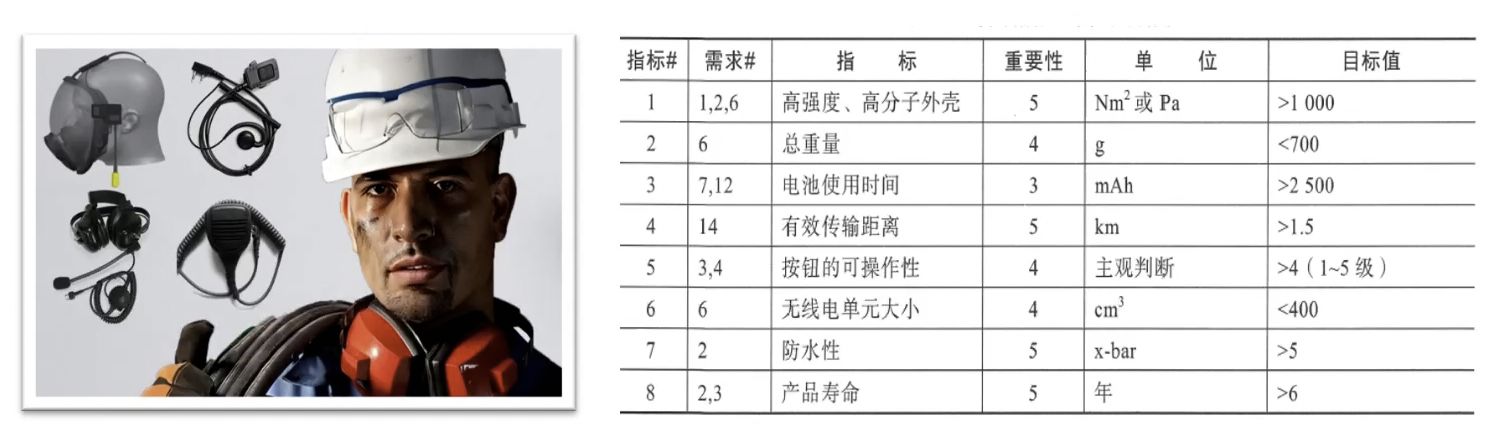 指标# 需求# 指 标 重要性 单 位 目标值
1 1,2,6 高强度、高分子外壳 5 Nm²或 Pa >1 000
2 6 总重量 4 g <700
3 7,12 电池使用时间 3 mAh >2 500
4 14 有效传输距离 5 km >1.5
5 3,4 按钮的可操作性 4 主观判断 >4（1~5 级）
6 6 无线电单元大小 4 cm³ <400
7 2 防水性 5 x-bar >5
8 2,3 产品寿命 5 年 >6